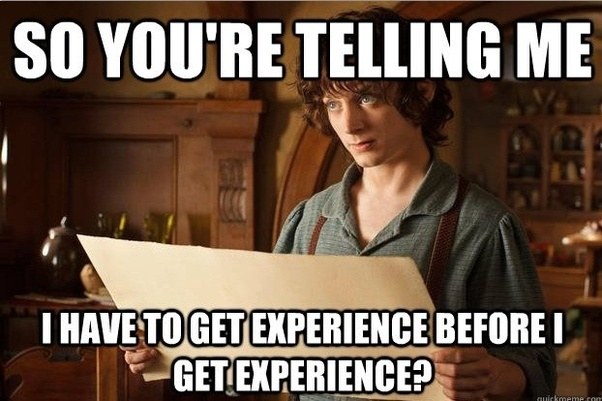 SO YOU'RE TELLING ME
I HAVE TO GET EXPERIENCE BEFORE I
GET EXPERIENCE?
quickmeme.com